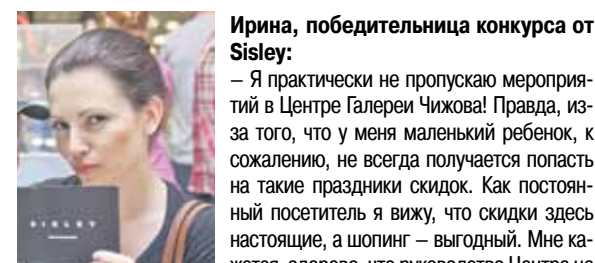 Ирина, победительница конкурса от
Sisley:
– Я практически не пропускаю мероприя-
тий в Центре Галереи Чижова! Правда, из-
за того, что у меня маленький ребенок, к
сожалению, не всегда получается попасть
на такие праздники скидок. Как постоян-
ный посетитель я вижу, что скидки здесь
настоящие, а шопинг – выгодный. Мне ка-
SISLEY